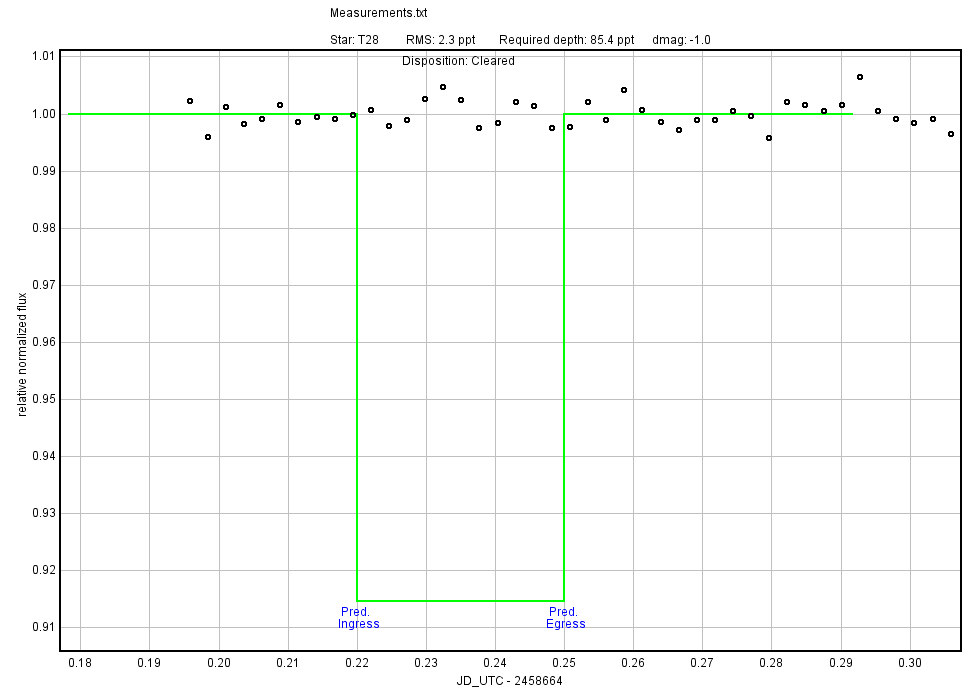 Measurements.txt
Star: T28 RMS: 2.3 ppt Required depth: 85.4 ppt dmag: -1.0
Disposition: Cleared
1.01
1.00
0.99
0.98
0.97
0.96
0.95
0.94
0.93
0.92
0.91
relative normalized flux
Pred.
Ingress
Pred.
Egress
0.18 0.19 0.20 0.21 0.22 0.23 0.24 0.25 0.26 0.27 0.28 0.29 0.30
JD_UTC - 2458664